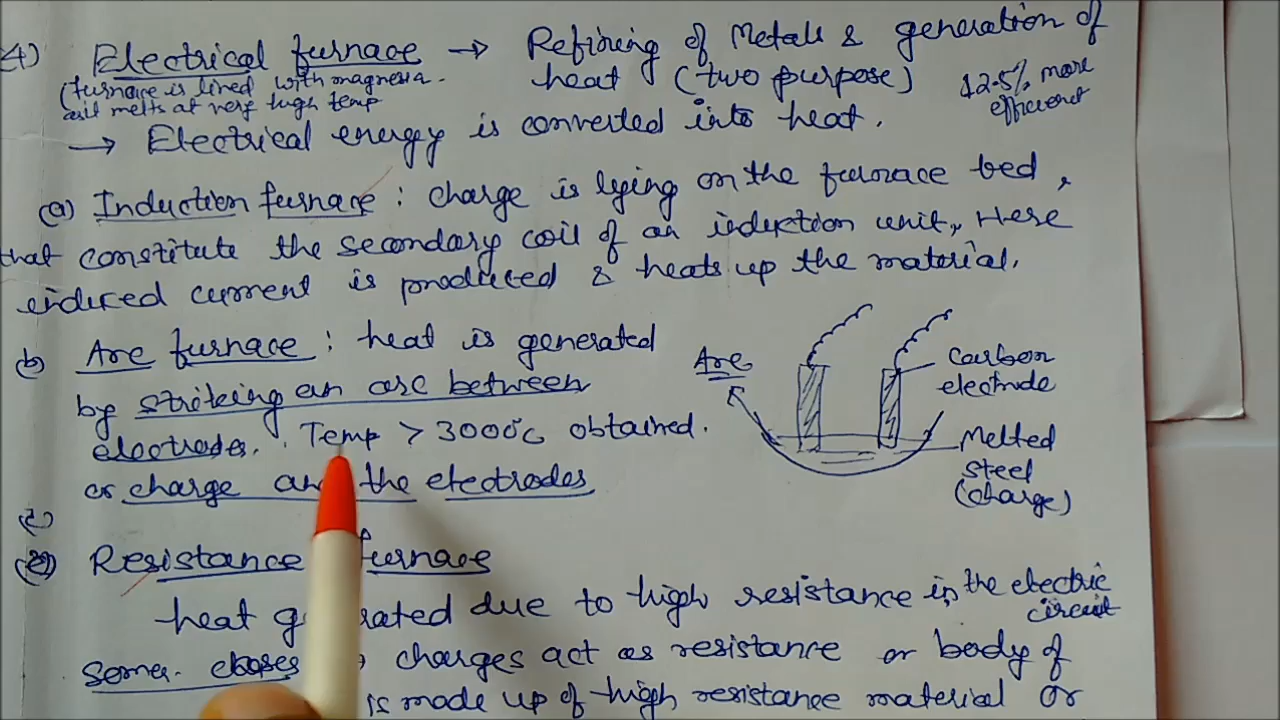 4) Electrical furnace → Refining of Metals & generation of
heat (two purpose)
(furnace is lined with magnesia
coil melts at very high temp
12.5% more
efficient
→ Electrical energy is converted into heat.
(a) Induction furnace : charge is lying on the furnace bed,
that constitute the secondary coil of an induction unit, Here
induced current is produced & heats up the material.
(b) Arc furnace : heat is generated
by striking an arc between
electrodes. Temp > 3000°C obtained.
or charge and the electrodes
Arc
Carbon
electrode
Melted
Steel
(charge)
(c)
Resistance furnace
heat generated due to high resistance in the electric
circuit
some cases charges act as resistance or body of
is made up of high resistance material or